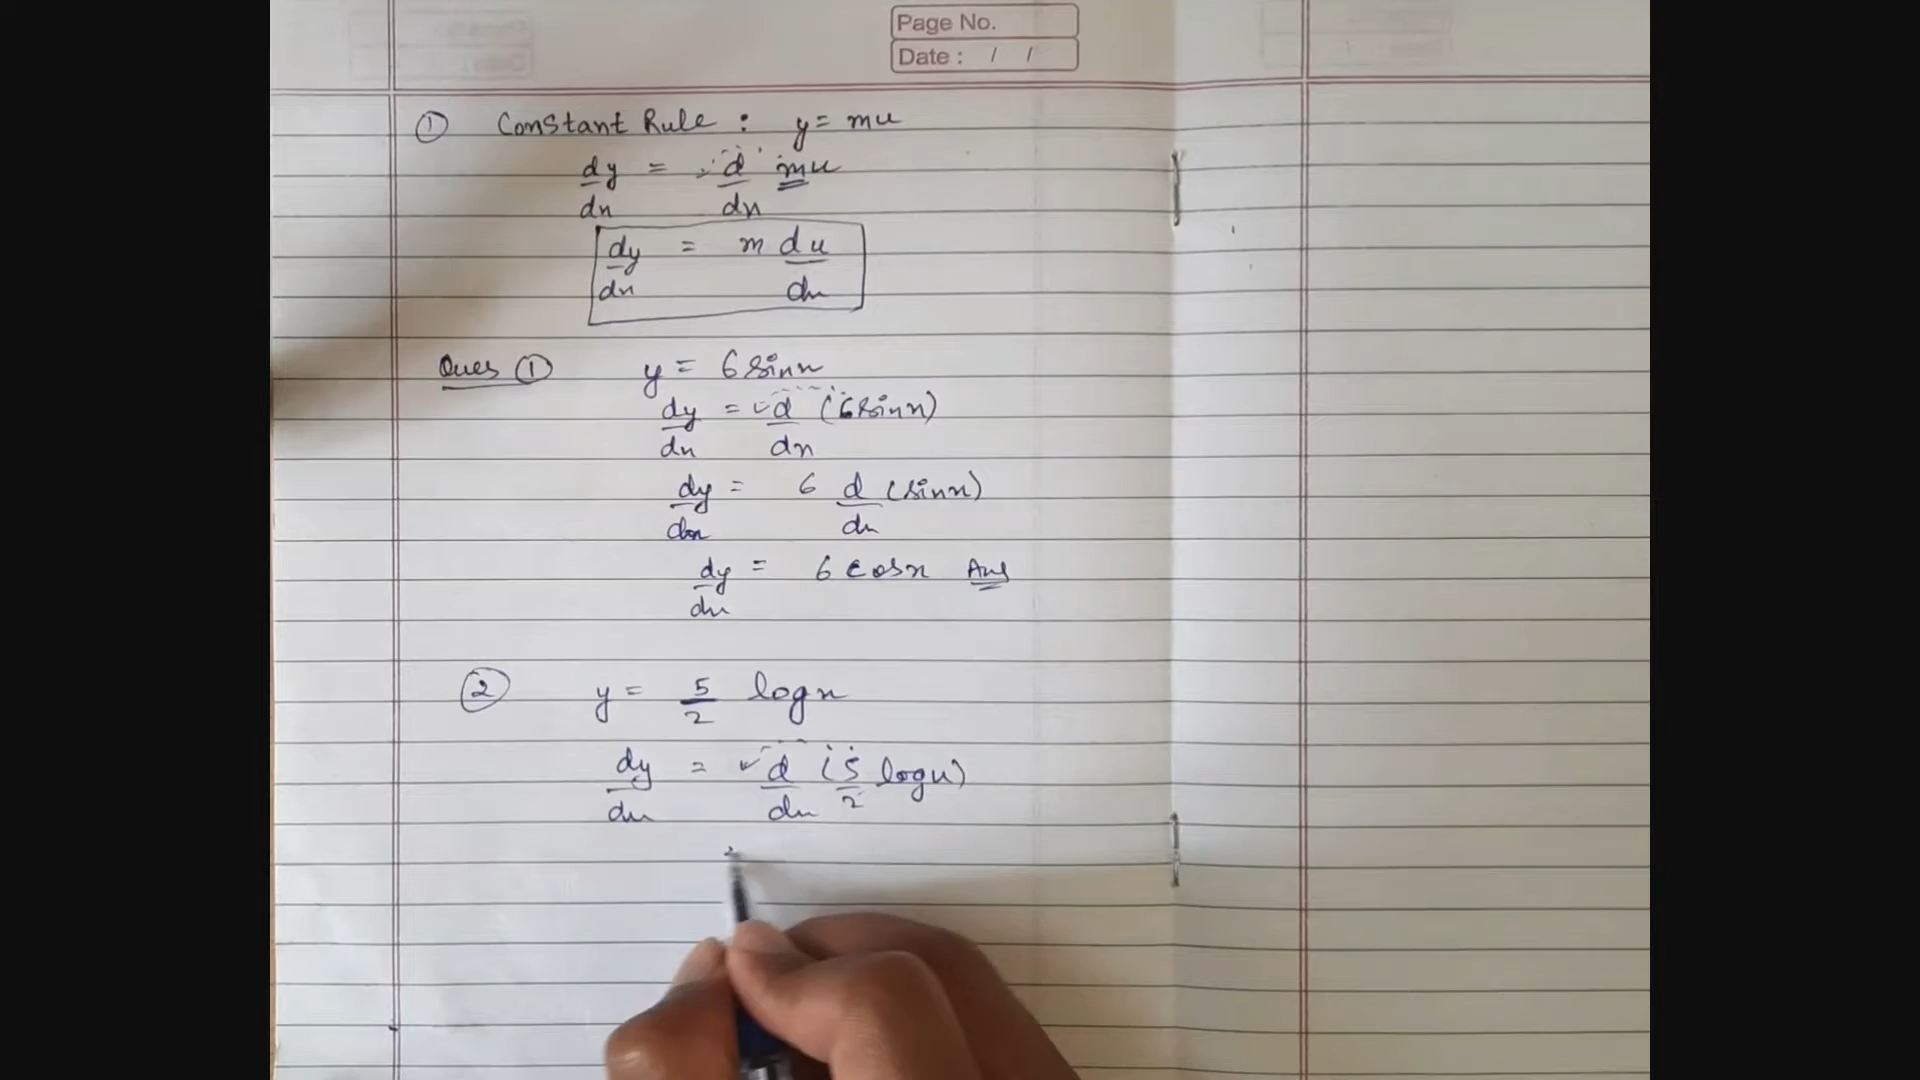 Page No.
Date : / /
① Constant Rule : y = mu
dy/dx = d/dx mu
dy/dx = m du/dx
Ques ① y = 6 sinx
dy/dx = d/dx (6 sinx)
dy/dx = 6 d/dx (sinx)
dy/dx = 6 cosx Ans
② y = 5/2 logx
dy/dx = d/dx (5/2 logx)